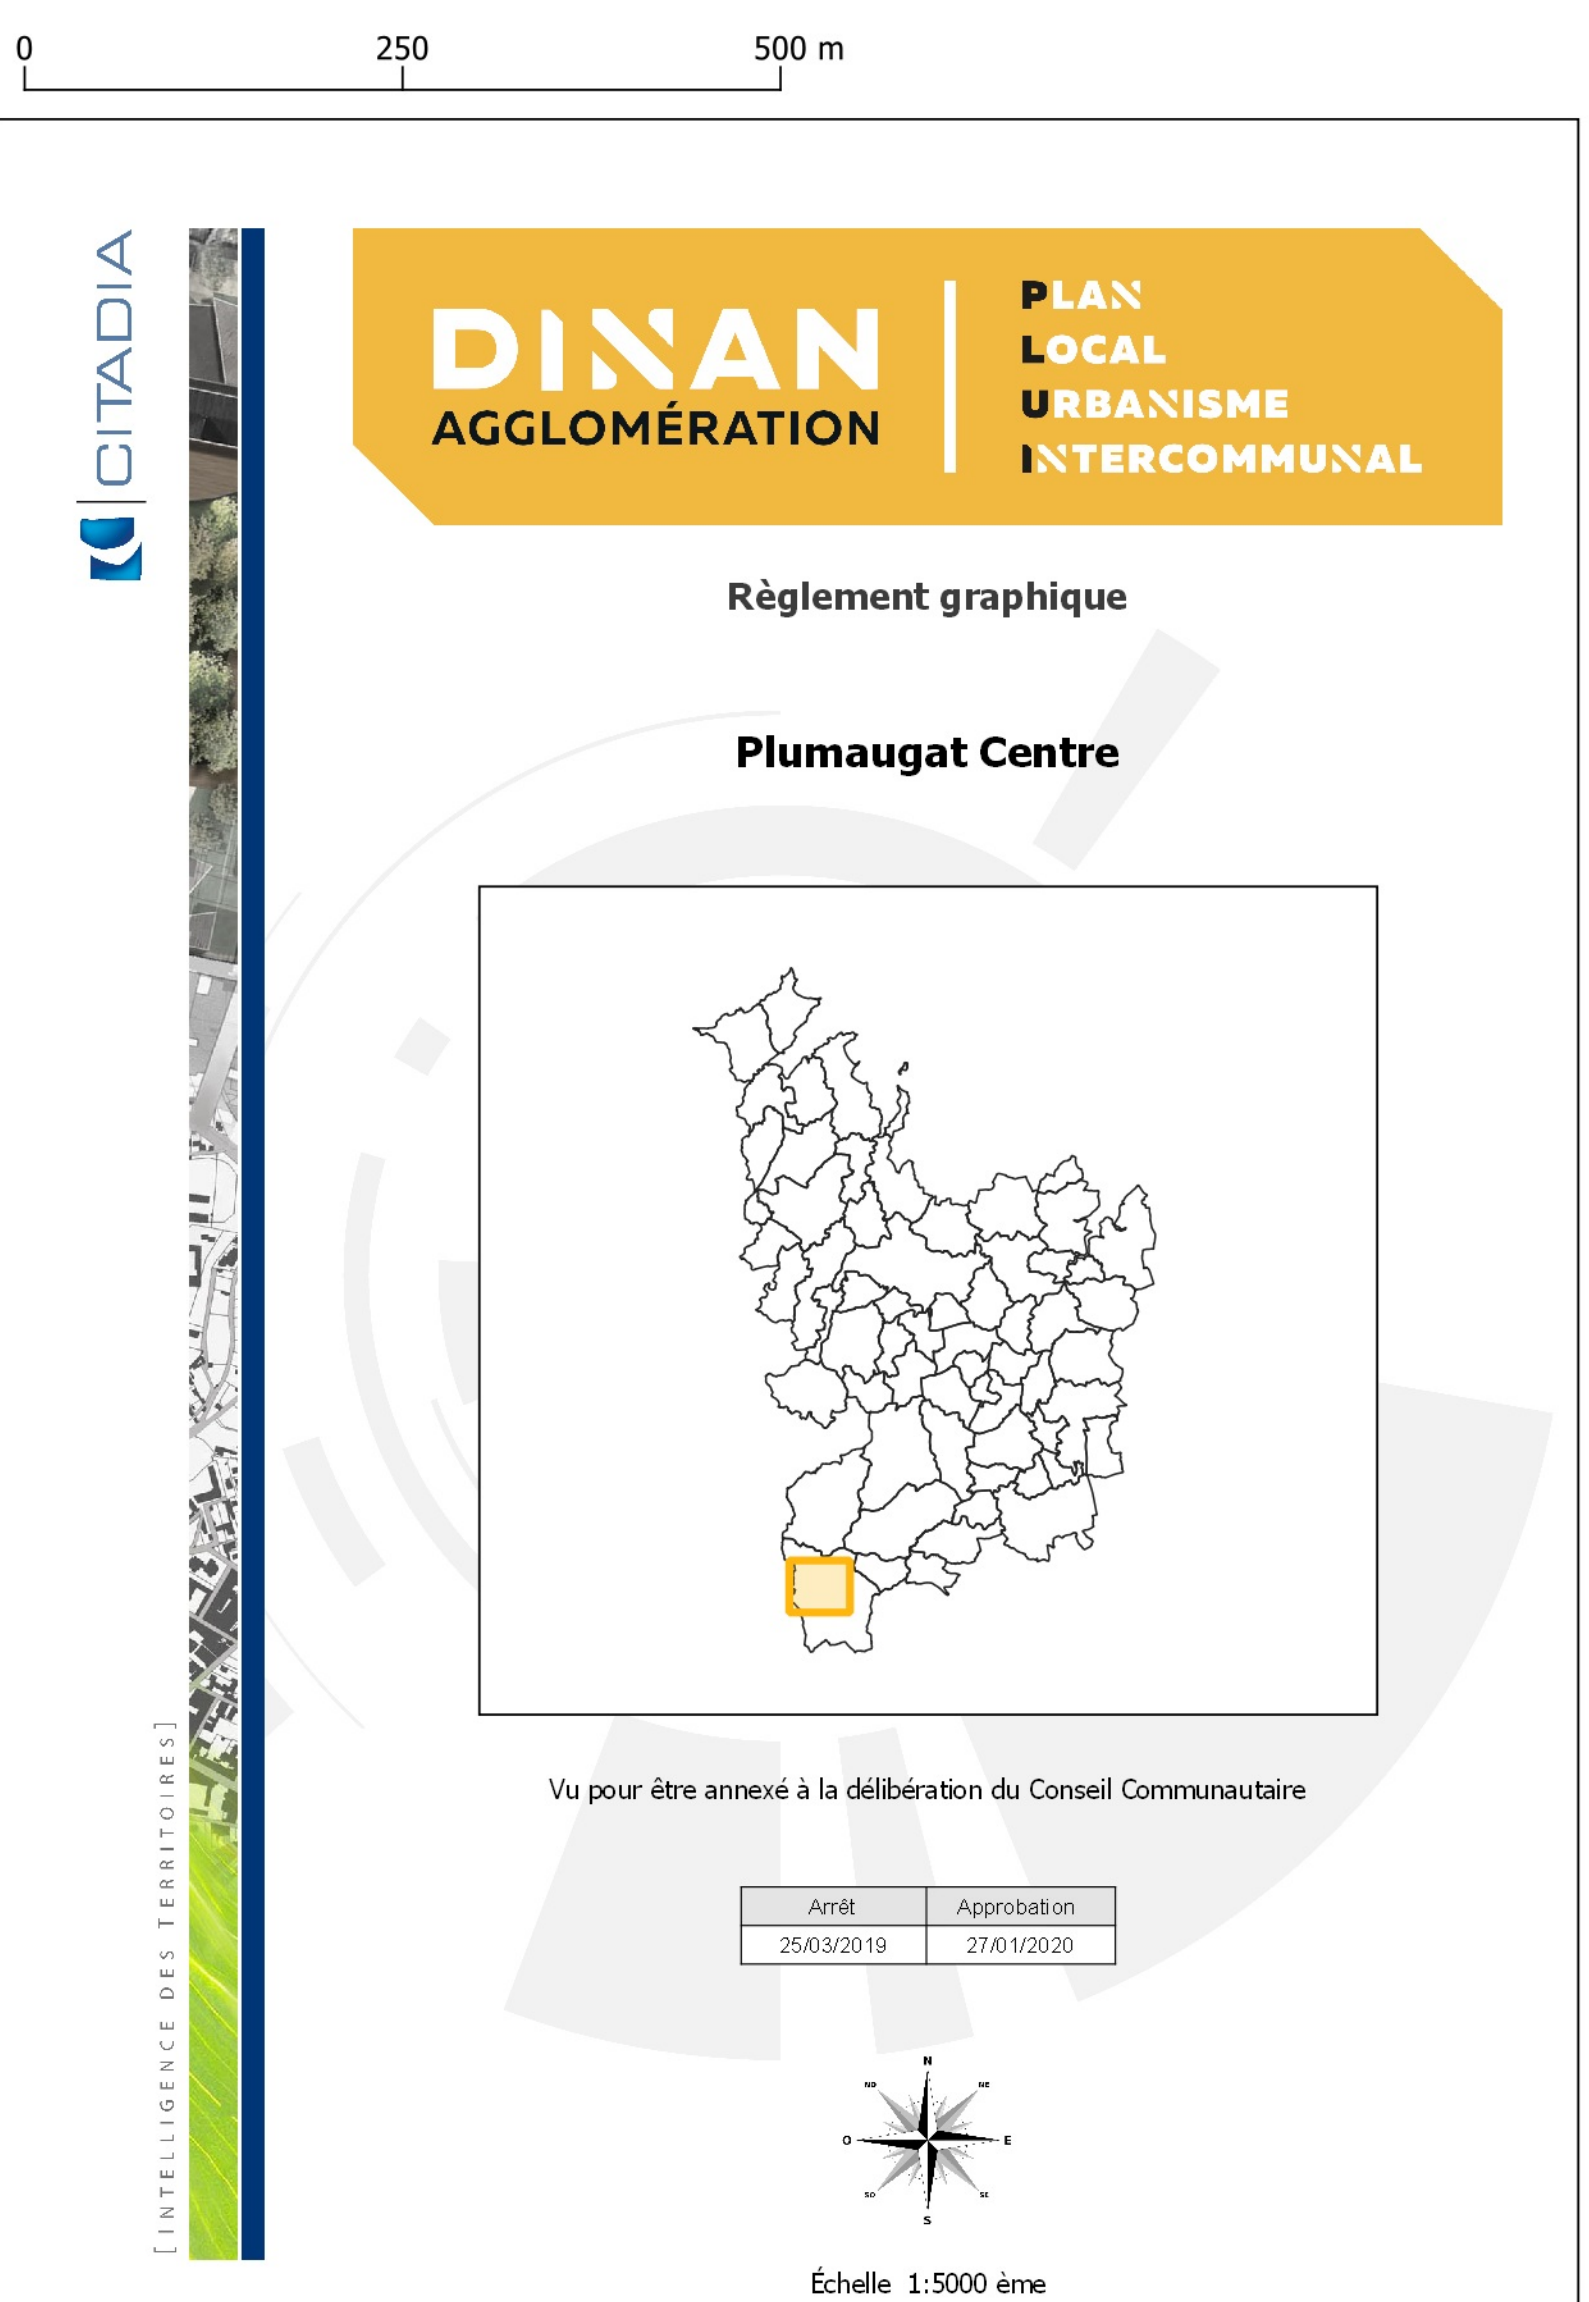 0 250 500 m
CITADIA
DINAN
AGGLOMÉRATION
PLAN
LOCAL
URBANISME
INTERCOMMUNAL
Règlement graphique
Plumaugat Centre
[INTELLIGENCE DES TERRITOIRES]
Vu pour être annexé à la délibération du Conseil Communautaire
Arrêt Approbation
25/03/2019 27/01/2020
N
NO NE
O E
SO SE
S
Échelle 1:5000 ème